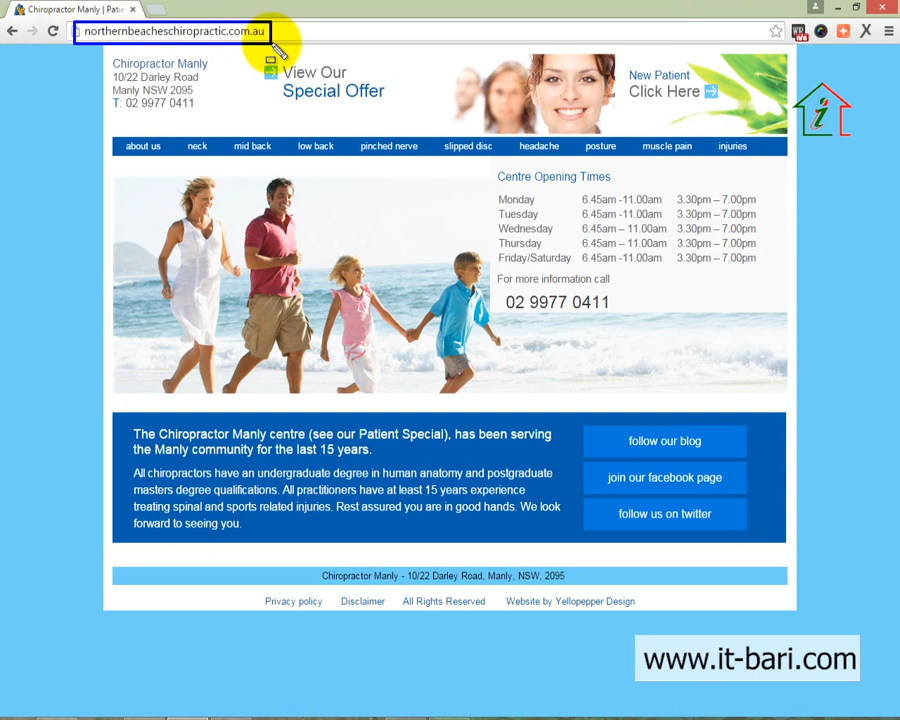 Chiropractor Manly | Patie
northernbeacheschiropractic.com.au
Chiropractor Manly
10/22 Darley Road
Manly NSW 2095
T: 02 9977 0411
View Our
Special Offer
New Patient
Click Here
about us neck mid back low back pinched nerve slipped disc headache posture muscle pain injuries
Centre Opening Times
Monday 6.45am -11.00am 3.30pm – 7.00pm
Tuesday 6.45am -11.00am 3.30pm – 7.00pm
Wednesday 6.45am – 11.00am 3.30pm – 7.00pm
Thursday 6.45am – 11.00am 3.30pm – 7.00pm
Friday/Saturday 6.45am -11.00am 3.30pm – 7.00pm
For more information call
02 9977 0411
The Chiropractor Manly centre (see our Patient Special), has been serving
the Manly community for the last 15 years.
All chiropractors have an undergraduate degree in human anatomy and postgraduate
masters degree qualifications. All practitioners have at least 15 years experience
treating spinal and sports related injuries. Rest assured you are in good hands. We look
forward to seeing you.
follow our blog
join our facebook page
follow us on twitter
Chiropractor Manly - 10/22 Darley Road, Manly, NSW, 2095
Privacy policy Disclaimer All Rights Reserved. Website by Yellopepper Design
www.it-bari.com